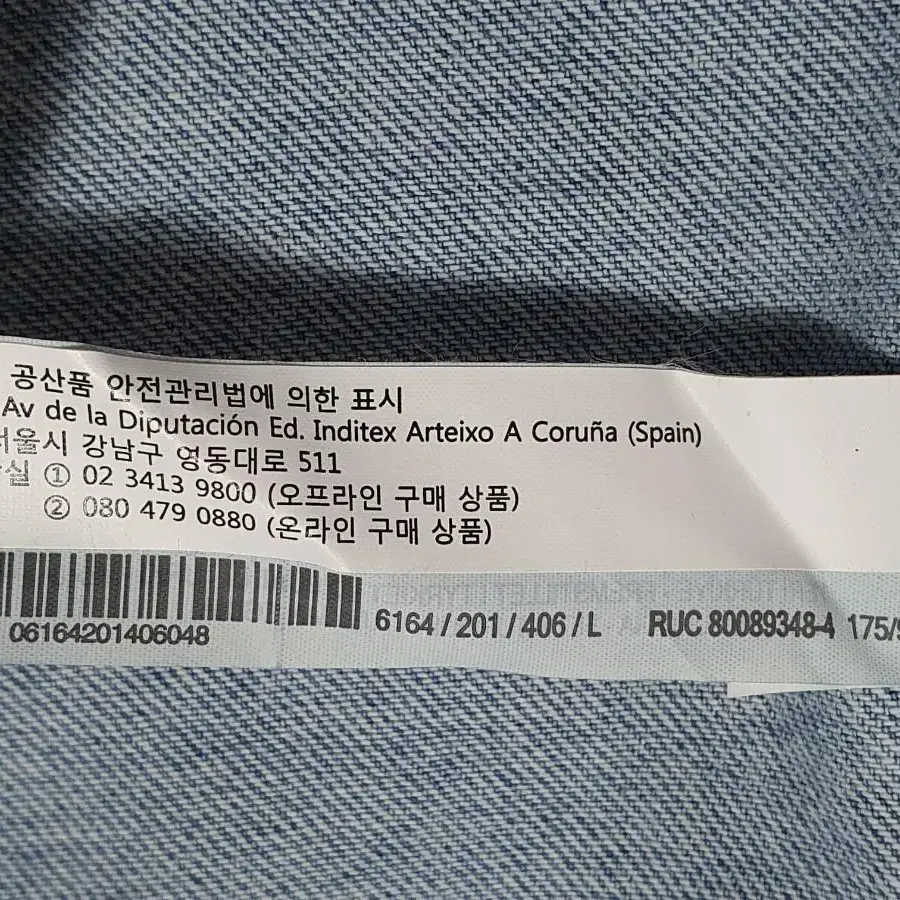 공산품 안전관리법에 의한 표시
Av de la Diputación Ed. Inditex Arteixo A Coruña (Spain)
서울시 강남구 영동대로 511
① 02 3413 9800 (오프라인 구매 상품)
② 080 479 0880 (온라인 구매 상품)
06164201406048
6164 / 201 / 406 / L RUC 80089348-4